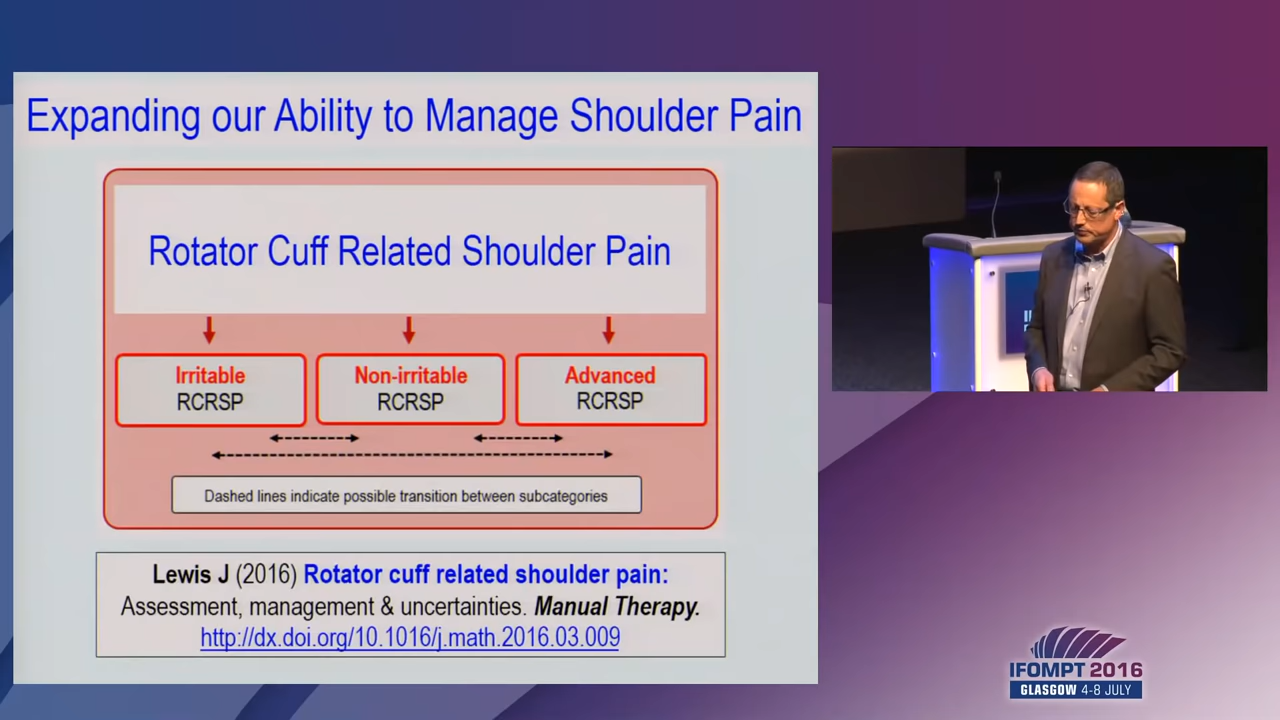 Expanding our Ability to Manage Shoulder Pain
Rotator Cuff Related Shoulder Pain
Irritable
RCRSP
Non-irritable
RCRSP
Advanced
RCRSP
Dashed lines indicate possible transition between subcategories
Lewis J (2016) Rotator cuff related shoulder pain:
Assessment, management & uncertainties. Manual Therapy.
http://dx.doi.org/10.1016/j.math.2016.03.009
IFOMPT 2016
GLASGOW 4-8 JULY